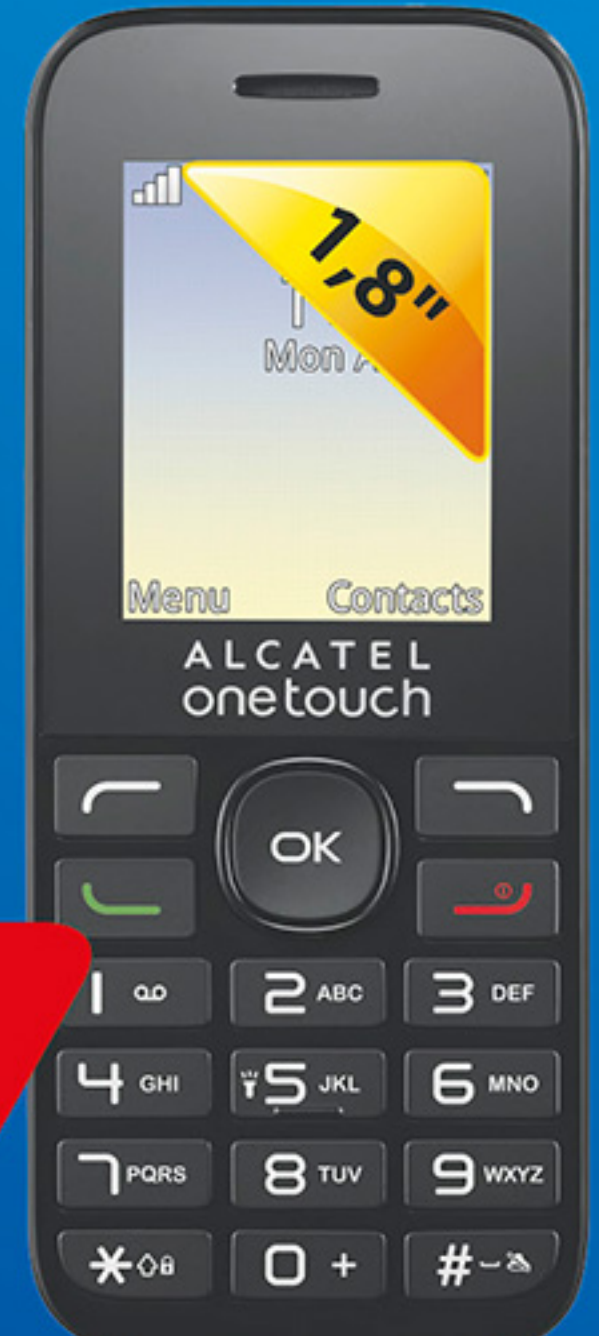 1,8"
Mon
Menu Contacts
ALCATEL
onetouch
OK
1 2 ABC 3 DEF
4 GHI 5 JKL 6 MNO
7 PQRS 8 TUV 9 WXYZ
* 0 + #